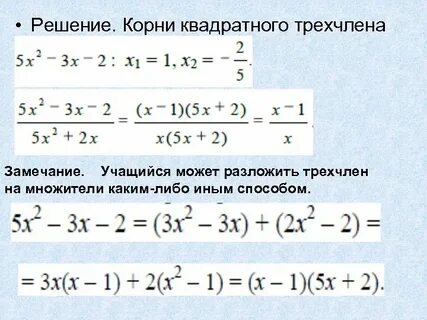 • Решение. Корни квадратного трехчлена
5x² − 3x − 2 : x₁ = 1, x₂ = −2/5.
(5x² − 3x − 2)/(5x² + 2x) = ((x − 1)(5x + 2))/(x(5x + 2)) = (x − 1)/x
Замечание. Учащийся может разложить трехчлен
на множители каким-либо иным способом.
5x² − 3x − 2 = (3x² − 3x) + (2x² − 2) =
= 3x(x − 1) + 2(x² − 1) = (x − 1)(5x + 2).